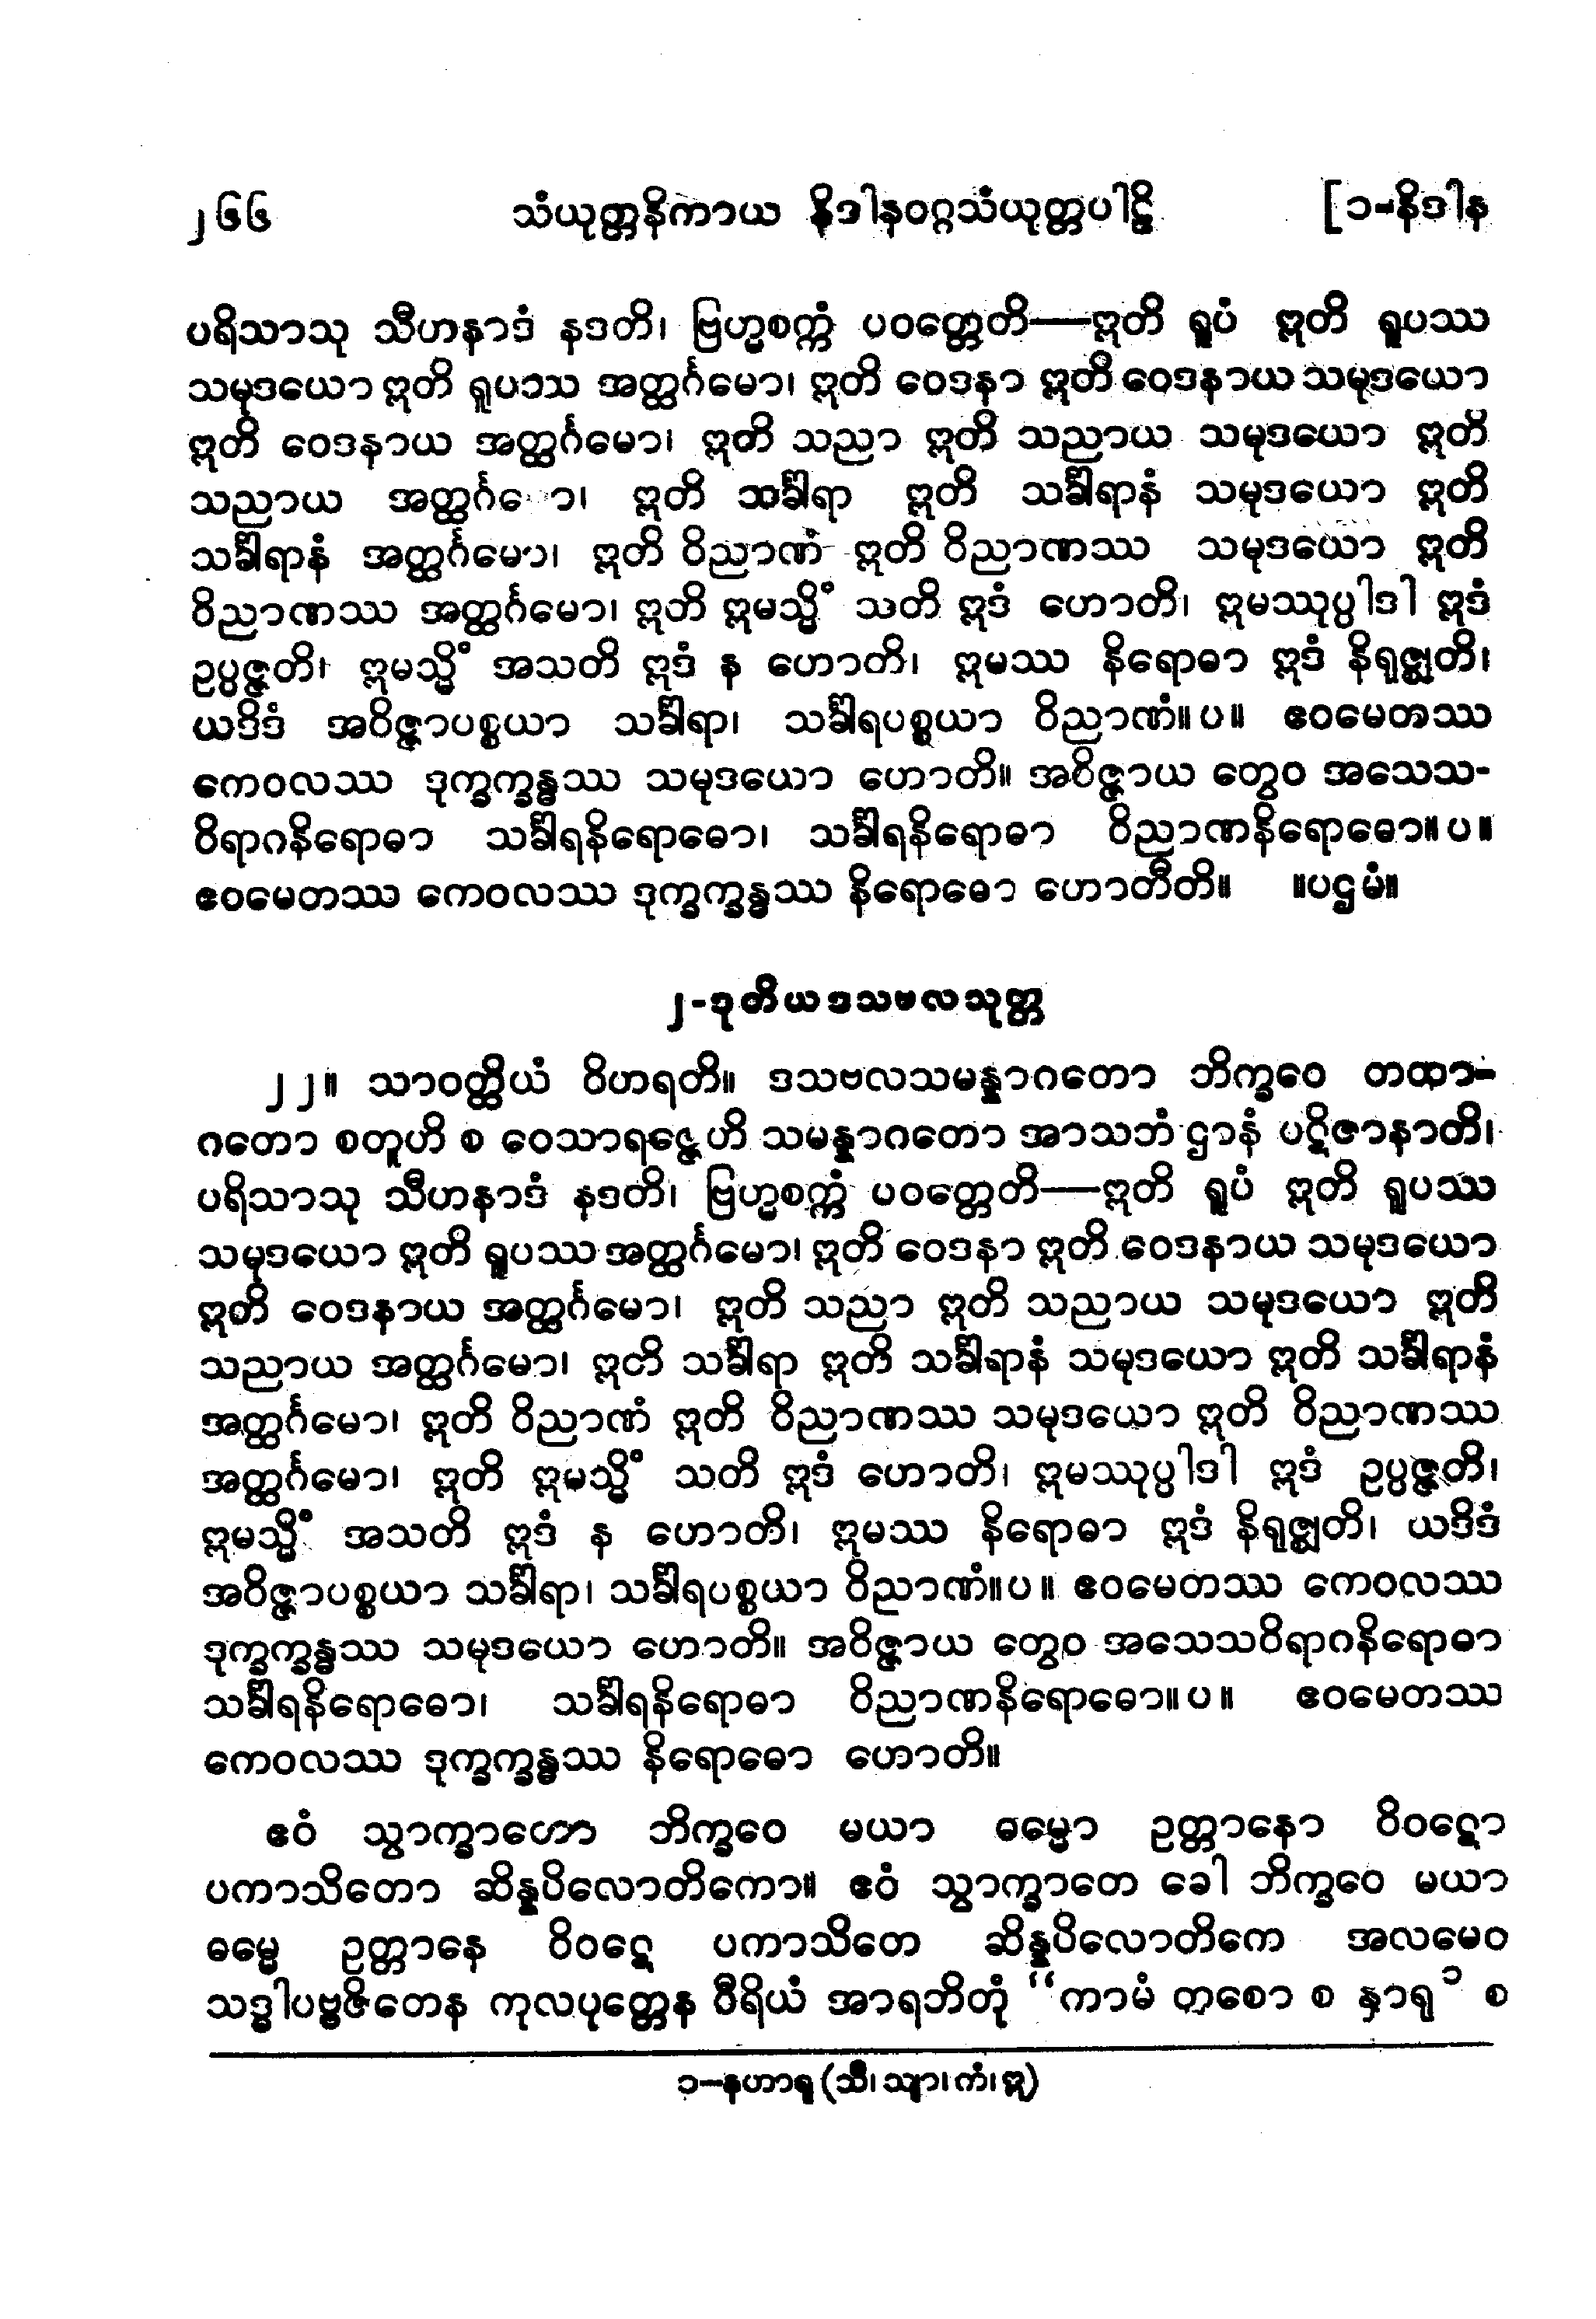 ၂၆၆ သံယုတ္တနိကာယ နိဒါနဝဂ္ဂသံယုတ္တပါဠိ [၁-နိဒါန
ပရိသာသု သီဟနာဒံ နဒတိ၊ ဗြဟ္မစက္ကံ ပဝတ္တေတိ—ဣတိ ရူပံ ဣတိ ရူပဿ
သမုဒယော ဣတိ ရူပဿ အတ္ထင်္ဂမော၊ ဣတိ ဝေဒနာ ဣတိ ဝေဒနာယ သမုဒယော
ဣတိ ဝေဒနာယ အတ္ထင်္ဂမော၊ ဣတိ သညာ ဣတိ သညာယ သမုဒယော ဣတိ
သညာယ အတ္ထင်္ဂမော၊ ဣတိ သင်္ခါရာ ဣတိ သင်္ခါရာနံ သမုဒယော ဣတိ
သင်္ခါရာနံ အတ္ထင်္ဂမော၊ ဣတိ ဝိညာဏံ ဣတိ ဝိညာဏဿ သမုဒယော ဣတိ
ဝိညာဏဿ အတ္ထင်္ဂမော၊ ဣတိ ဣမသ္မိံ သတိ ဣဒံ ဟောတိ၊ ဣမဿုပ္ပါဒါ ဣဒံ
ဥပ္ပဇ္ဇတိ၊ ဣမသ္မိံ အသတိ ဣဒံ န ဟောတိ၊ ဣမဿ နိရောဓာ ဣဒံ နိရုဇ္ဈတိ၊
ယဒိဒံ အဝိဇ္ဇာပစ္စယာ သင်္ခါရာ၊ သင်္ခါရပစ္စယာ ဝိညာဏံ။ပ။ ဧဝမေတဿ
ကေဝလဿ ဒုက္ခက္ခန္ဓဿ သမုဒယော ဟောတိ။ အဝိဇ္ဇာယ တွေဝ အသေသ-
ဝိရာဂနိရောဓာ သင်္ခါရနိရောဓော၊ သင်္ခါရနိရောဓာ ဝိညာဏနိရောဓော။ပ။
ဧဝမေတဿ ကေဝလဿ ဒုက္ခက္ခန္ဓဿ နိရောဓော ဟောတီတိ။ ။ပဌမံ။
၂-ဒုတိယဒသဗလသုတ္တ
၂၂။ သာဝတ္ထိယံ ဝိဟရတိ။ ဒသဗလသမန္နာဂတော ဘိက္ခဝေ တထာ-
ဂတော စတူဟိ စ ဝေသာရဇ္ဇေဟိ သမန္နာဂတော အာသဘံ ဌာနံ ပဋိဇာနာတိ၊
ပရိသာသု သီဟနာဒံ နဒတိ၊ ဗြဟ္မစက္ကံ ပဝတ္တေတိ—ဣတိ ရူပံ ဣတိ ရူပဿ
သမုဒယော ဣတိ ရူပဿ အတ္ထင်္ဂမော၊ ဣတိ ဝေဒနာ ဣတိ ဝေဒနာယ သမုဒယော
ဣတိ ဝေဒနာယ အတ္ထင်္ဂမော၊ ဣတိ သညာ ဣတိ သညာယ သမုဒယော ဣတိ
သညာယ အတ္ထင်္ဂမော၊ ဣတိ သင်္ခါရာ ဣတိ သင်္ခါရာနံ သမုဒယော ဣတိ သင်္ခါရာနံ
အတ္ထင်္ဂမော၊ ဣတိ ဝိညာဏံ ဣတိ ဝိညာဏဿ သမုဒယော ဣတိ ဝိညာဏဿ
အတ္ထင်္ဂမော၊ ဣတိ ဣမသ္မိံ သတိ ဣဒံ ဟောတိ၊ ဣမဿုပ္ပါဒါ ဣဒံ ဥပ္ပဇ္ဇတိ၊
ဣမသ္မိံ အသတိ ဣဒံ န ဟောတိ၊ ဣမဿ နိရောဓာ ဣဒံ နိရုဇ္ဈတိ၊ ယဒိဒံ
အဝိဇ္ဇာပစ္စယာ သင်္ခါရာ၊ သင်္ခါရပစ္စယာ ဝိညာဏံ။ပ။ ဧဝမေတဿ ကေဝလဿ
ဒုက္ခက္ခန္ဓဿ သမုဒယော ဟောတိ။ အဝိဇ္ဇာယ တွေဝ အသေသဝိရာဂနိရောဓာ
သင်္ခါရနိရောဓော၊ သင်္ခါရနိရောဓာ ဝိညာဏနိရောဓော။ပ။ ဧဝမေတဿ
ကေဝလဿ ဒုက္ခက္ခန္ဓဿ နိရောဓော ဟောတိ။
ဧဝံ သွာက္ခာတော ဘိက္ခဝေ မယာ ဓမ္မော ဥတ္တာနော ဝိဝဋော
ပကာသိတော ဆိန္နပိလောတိကော။ ဧဝံ သွာက္ခာတေ ခေါ ဘိက္ခဝေ မယာ
ဓမ္မေ ဥတ္တာနေ ဝိဝဋေ ပကာသိတေ ဆိန္နပိလောတိကေ အလမေဝ
သဒ္ဓါပဗ္ဗဇိတေန ကုလပုတ္တေန ဝီရိယံ အာရဘိတုံ “ကာမံ တစော စ နှာရု ၁ စ
၁-နဟာရူ (သီ၊ သျာ၊ ကံ၊ ဣ)